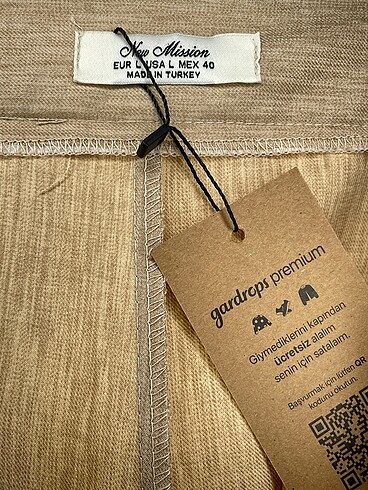 New Mission
EUR L USA L MEX 40
MADE IN TURKEY
gardrops premium
Giymediklerini kapından
ücretsiz alalım
senin için satalım.
Başvurmak için lütfen QR
kodunu okutun.